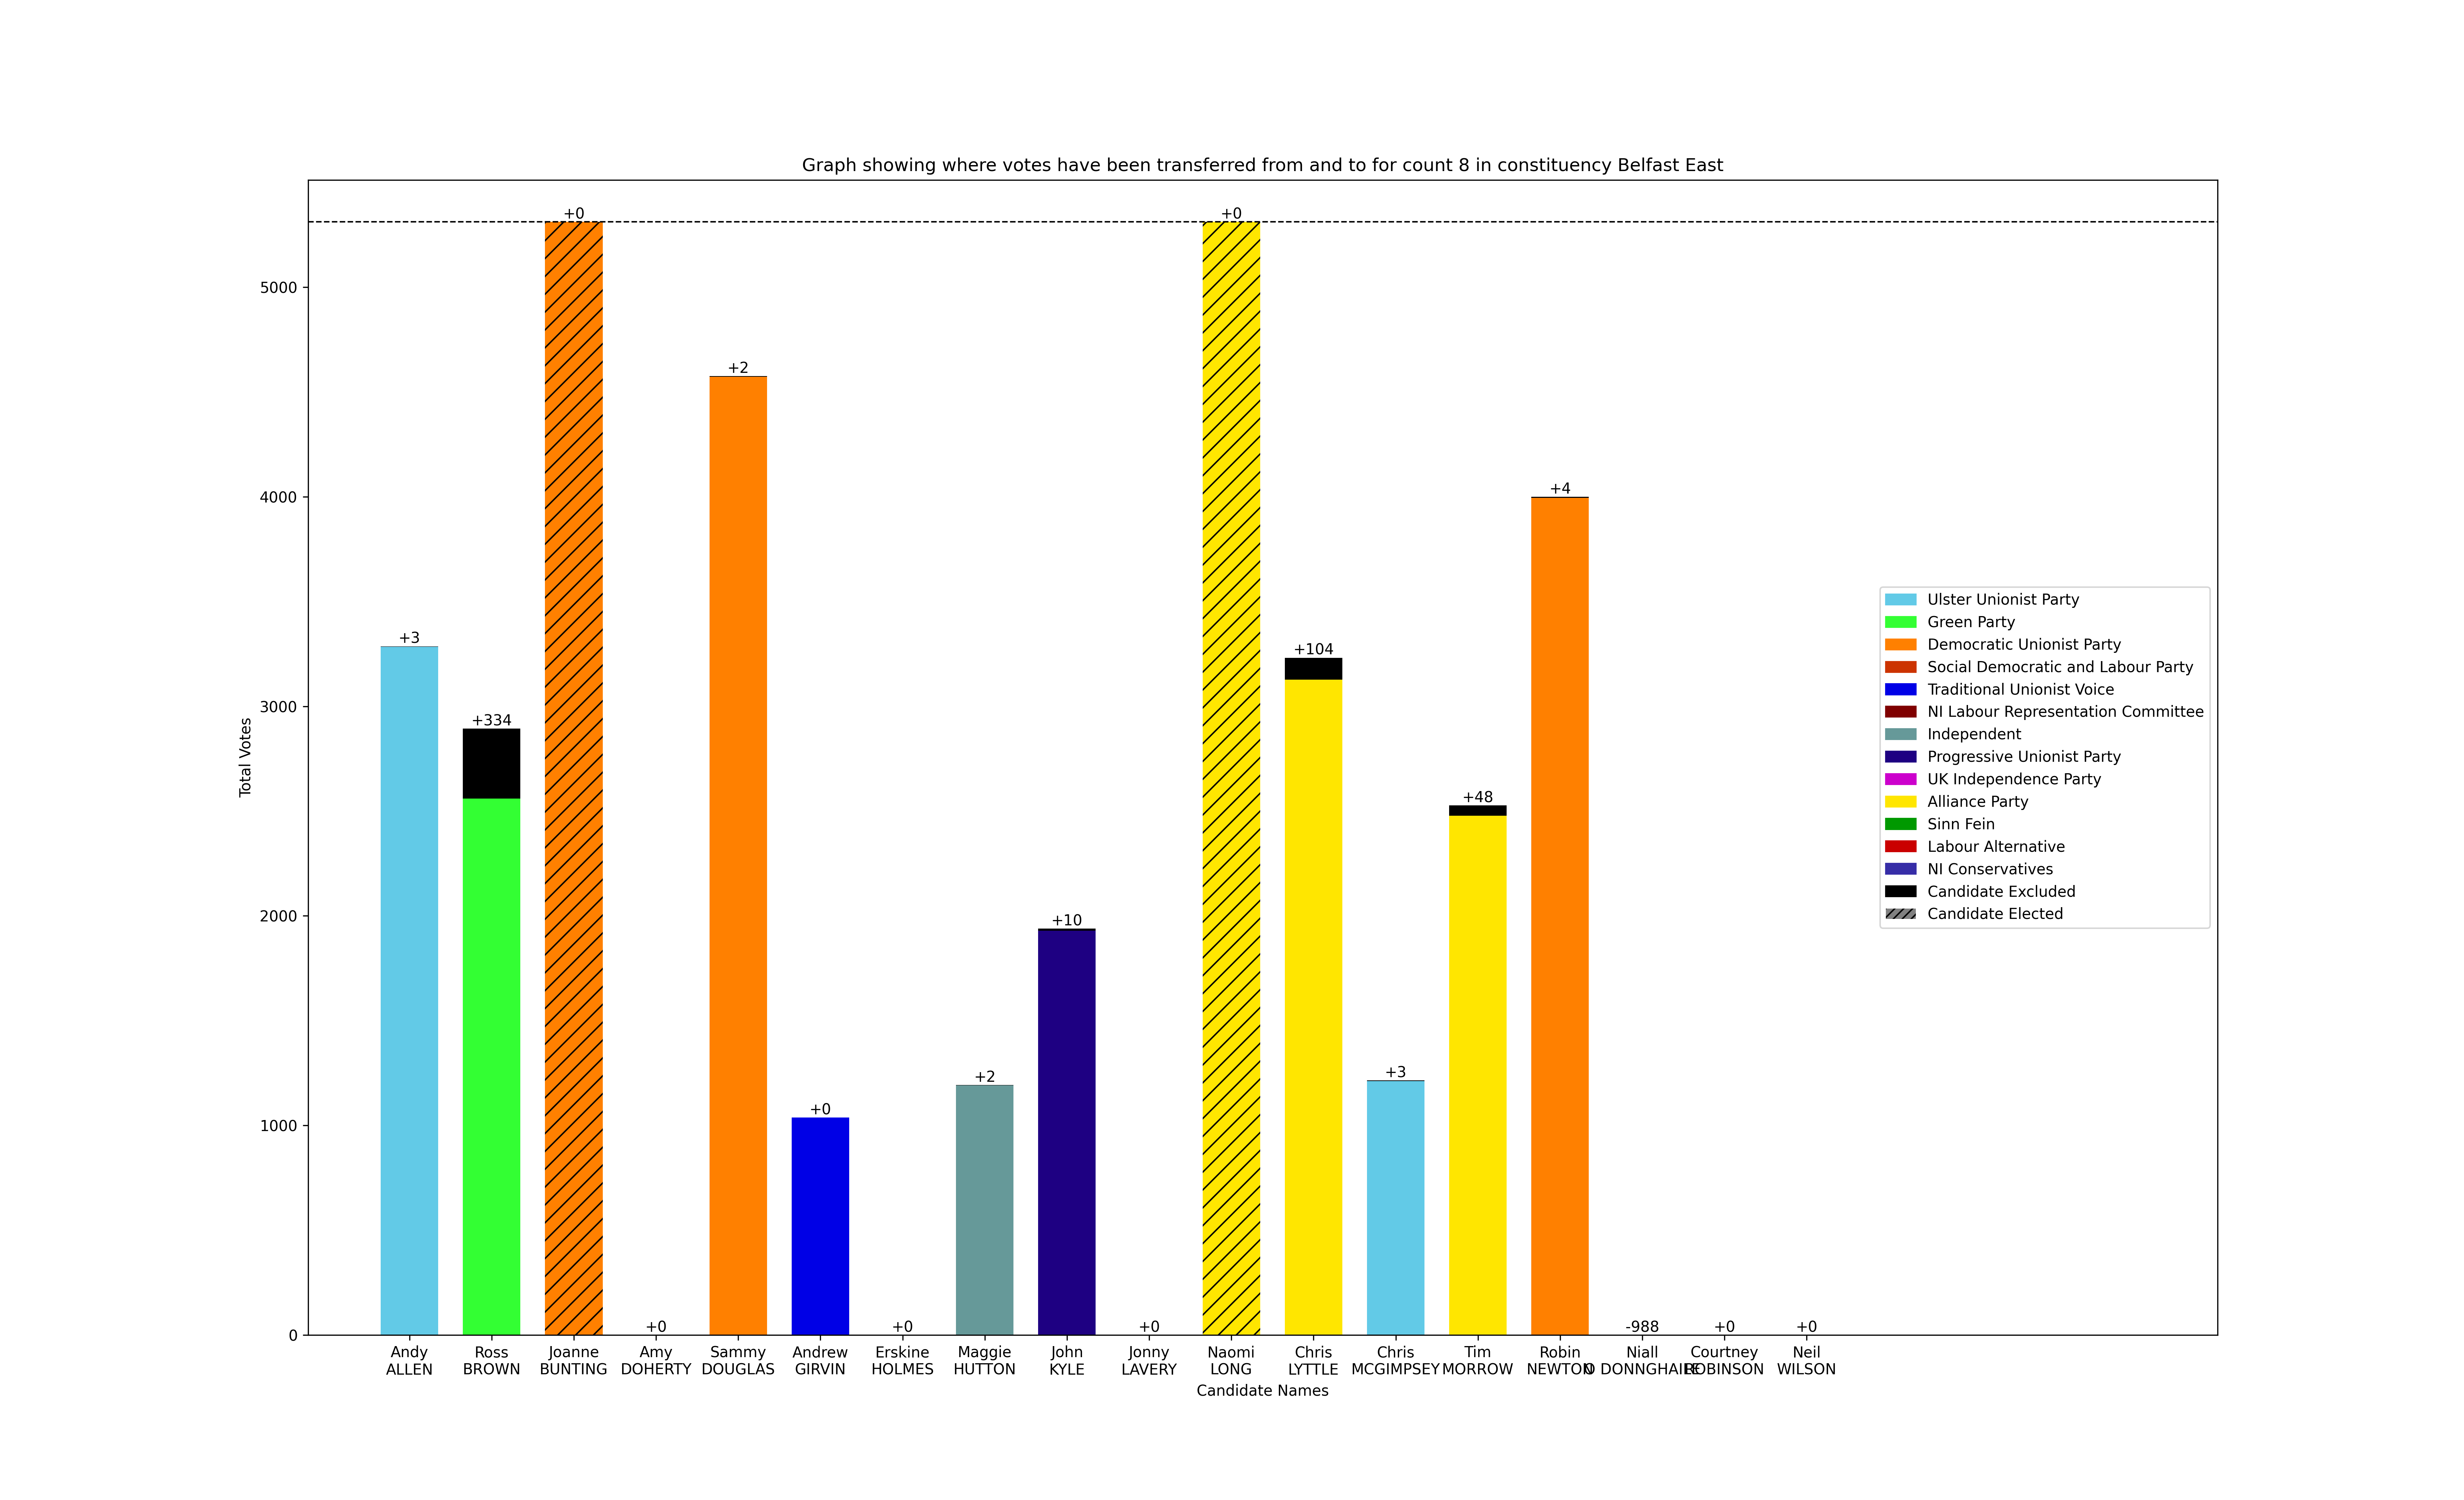 Graph showing where votes have been transferred from and to for count 8 in constituency Belfast East
Total Votes
5000
4000
3000
2000
1000
0
+3
+334
+0
+0
+2
+0
+0
+2
+10
+0
+0
+104
+3
+48
+4
-988
+0
+0
Andy
ALLEN
Ross
BROWN
Joanne
BUNTING
Amy
DOHERTY
Sammy
DOUGLAS
Andrew
GIRVIN
Erskine
HOLMES
Maggie
HUTTON
John
KYLE
Jonny
LAVERY
Naomi
LONG
Chris
LYTTLE
Chris
MCGIMPSEY
Tim
MORROW
Robin
NEWTON
Niall
O DONNGHAILE
Courtney
ROBINSON
Neil
WILSON
Candidate Names
Ulster Unionist Party
Green Party
Democratic Unionist Party
Social Democratic and Labour Party
Traditional Unionist Voice
NI Labour Representation Committee
Independent
Progressive Unionist Party
UK Independence Party
Alliance Party
Sinn Fein
Labour Alternative
NI Conservatives
Candidate Excluded
Candidate Elected